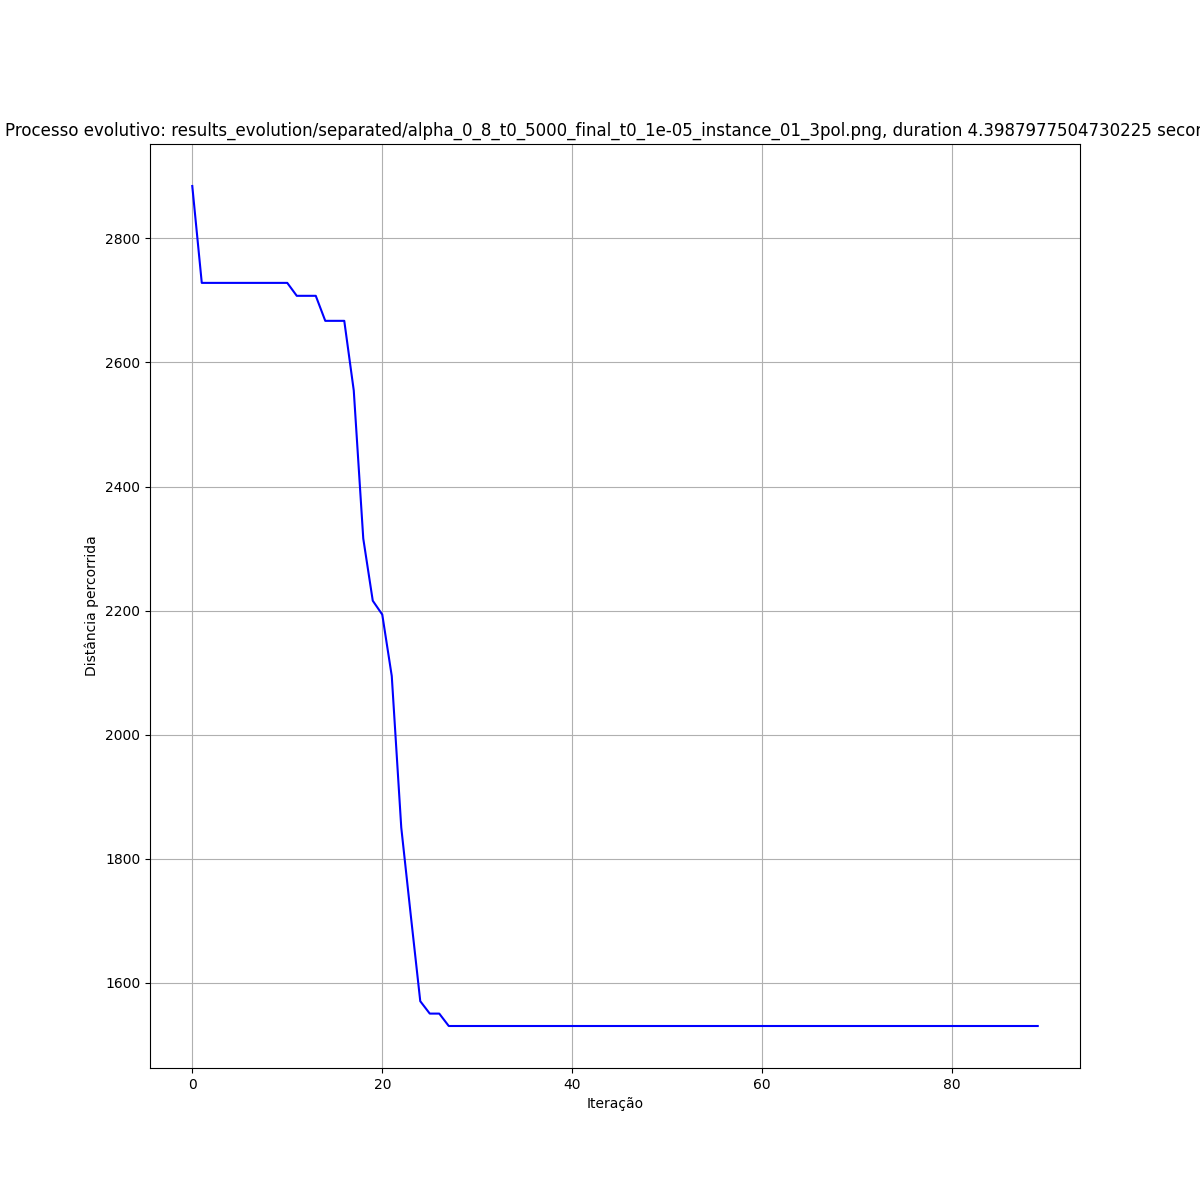 Processo evolutivo: results_evolution/separated/alpha_0_8_t0_5000_final_t0_1e-05_instance_01_3pol.png, duration 4.3987977504730225
2800
2600
2400
2200
2000
1800
1600
Distância percorrida
0 20 40 60 80
Iteração